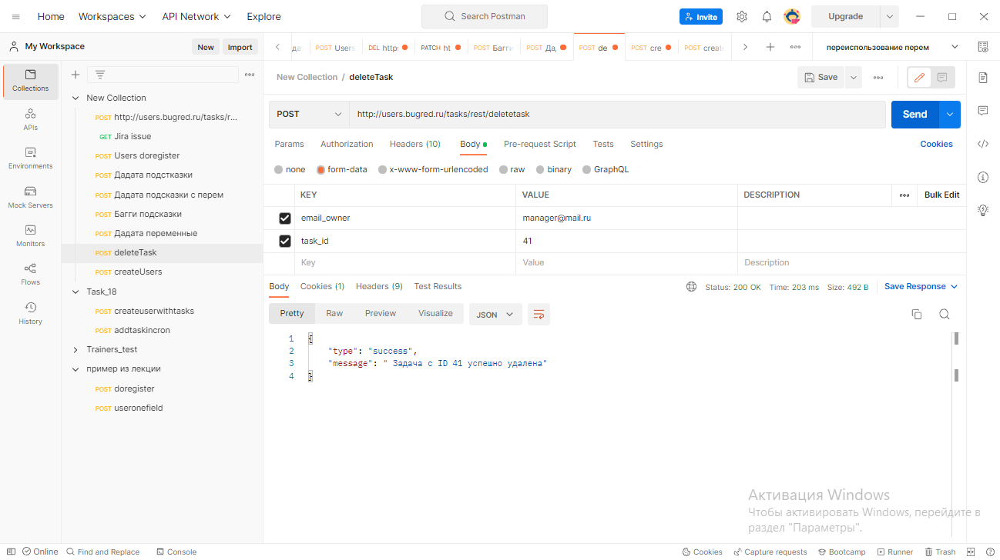 Home Workspaces API Network Explore Search Postman Invite Upgrade
My Workspace New Import
POST Users DEL http: PATCH ht POST Багги POST Да, POST de POST cre POST create переиспользование перем
Collections
APIs
Environments
Mock Servers
Monitors
Flows
History
New Collection
POST http://users.bugred.ru/tasks/r...
GET Jira issue
POST Users doregister
POST Дадата подстказки
POST Дадата подсказки с перем
POST Багги подсказки
POST Дадата переменные
POST deleteTask
POST createUsers
Task_18
POST createuserwithtasks
POST addtaskincron
Trainers_test
пример из лекции
POST doregister
POST useronefield
New Collection / deleteTask Save
POST http://users.bugred.ru/tasks/rest/deletetask Send
Params Authorization Headers (10) Body Pre-request Script Tests Settings Cookies
none form-data x-www-form-urlencoded raw binary GraphQL
KEY VALUE DESCRIPTION Bulk Edit
email_owner manager@mail.ru
task_id 41
Key Value Description
Body Cookies (1) Headers (9) Test Results Status: 200 OK Time: 203 ms Size: 492 B Save Response
Pretty Raw Preview Visualize JSON
1 {
2 "type": "success",
3 "message": " Задача с ID 41 успешно удалена"
4 }
Активация Windows
Чтобы активировать Windows, перейдите в
раздел "Параметры".
Online Find and Replace Console Cookies Capture requests Bootcamp Runner Trash